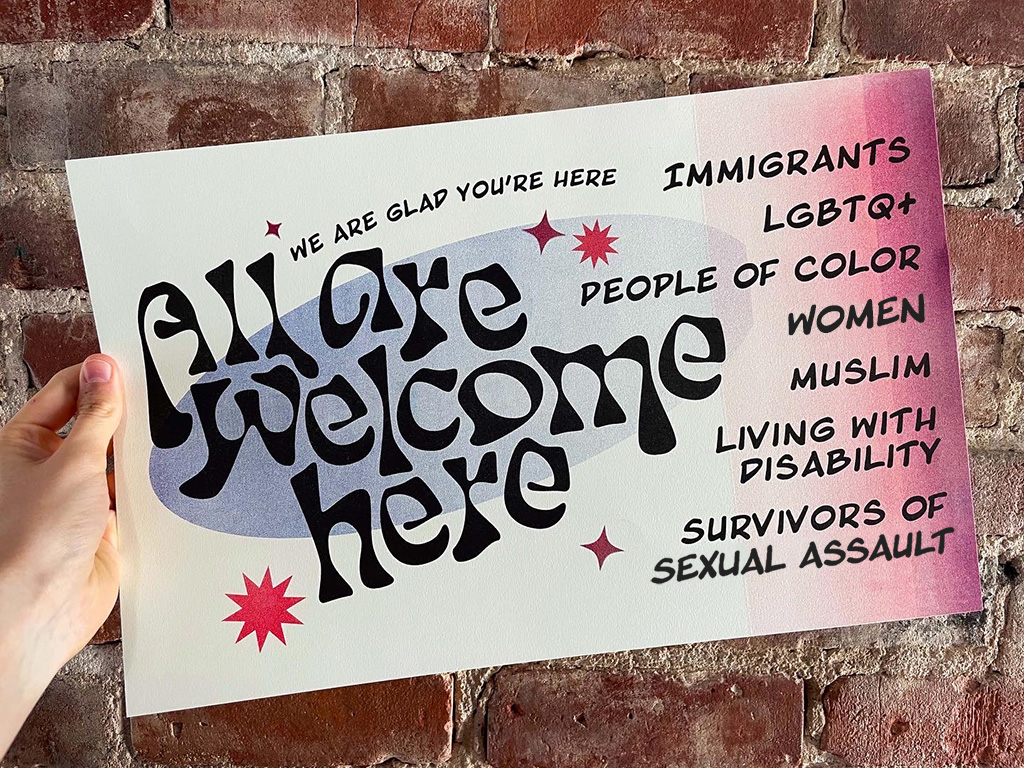 WE ARE GLAD YOU'RE HERE
All are
welcome
here
IMMIGRANTS
LGBTQ+
PEOPLE OF COLOR
WOMEN
MUSLIM
LIVING WITH
DISABILITY
SURVIVORS OF
SEXUAL ASSAULT